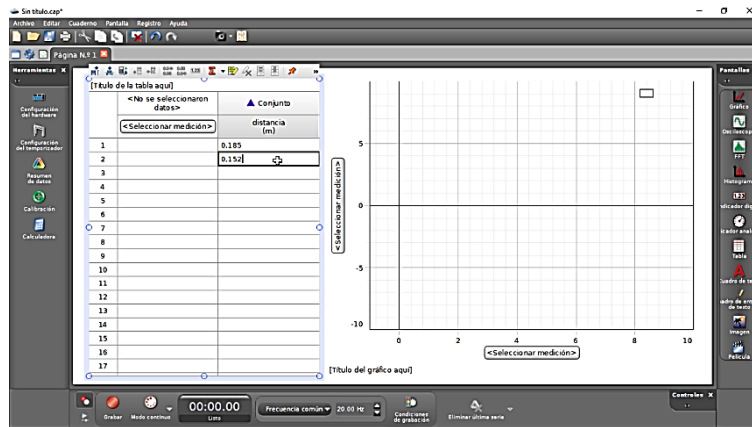 Sin título.cap*
Archivo Editar Cuaderno Pantalla Registro Ayuda
Página N.º 1
Herramientas X
Configuración
del hardware
Configuración
del temporizador
Resumen
de datos
Calibración
Calculadora
[Título de la tabla aquí]
<No se seleccionaron
datos>
Conjunto
<Seleccionar medición>
distancia
(m)
1 0.185
2 0.152
3
4
5
6
7
8
9
10
11
12
13
14
15
16
17
<Seleccionar medición>
5
0
-5
-10
0 2 4 6 8 10
<Seleccionar medición>
[Título del gráfico aquí]
Pantallas
Gráfico
Osciloscop
FFT
Histogram
Tabla
Imagen
Película
Grabar
Modo continuo
00:00.00
Listo
Frecuencia común
20.00 Hz
Condiciones
de grabación
Eliminar última serie
Controles X